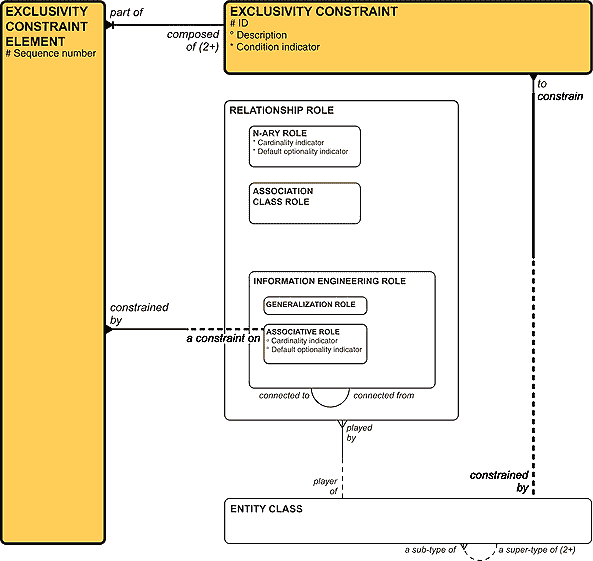 EXCLUSIVITY
CONSTRAINT
ELEMENT
# Sequence number
part of
composed
of (2+)
EXCLUSIVITY CONSTRAINT
# ID
° Description
* Condition indicator
to
constrain
RELATIONSHIP ROLE
N-ARY ROLE
* Cardinality indicator
* Default optionality indicator
ASSOCIATION
CLASS ROLE
INFORMATION ENGINEERING ROLE
GENERALIZATION ROLE
ASSOCIATIVE ROLE
° Cardinality indicator
° Default optionality indicator
constrained
by
a constraint on
connected to
connected from
played
by
player
of
constrained
by
ENTITY CLASS
a sub-type of
a super-type of (2+)